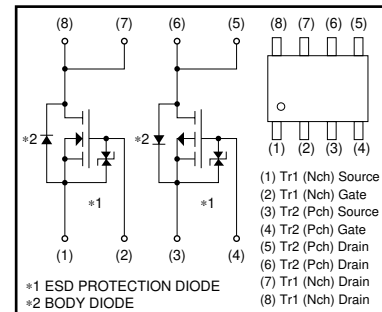 (8) (7) (6) (5)
(8) (7) (6) (5)
∗2 ∗2
∗1 ∗1
(1) (2) (3) (4)
(1) (2) (3) (4)
∗1 ESD PROTECTION DIODE
∗2 BODY DIODE
(1) Tr1 (Nch) Source
(2) Tr1 (Nch) Gate
(3) Tr2 (Pch) Source
(4) Tr2 (Pch) Gate
(5) Tr2 (Pch) Drain
(6) Tr2 (Pch) Drain
(7) Tr1 (Nch) Drain
(8) Tr1 (Nch) Drain